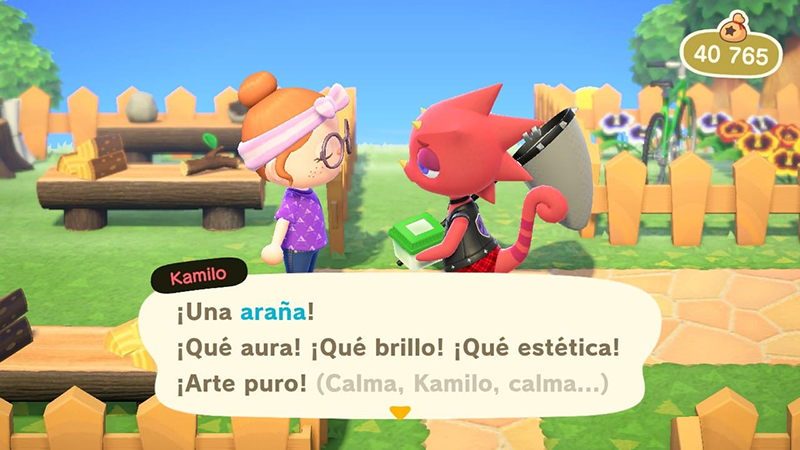 40 765
Kamilo
¡Una araña!
¡Qué aura! ¡Qué brillo! ¡Qué estética!
¡Arte puro! (Calma, Kamilo, calma...)